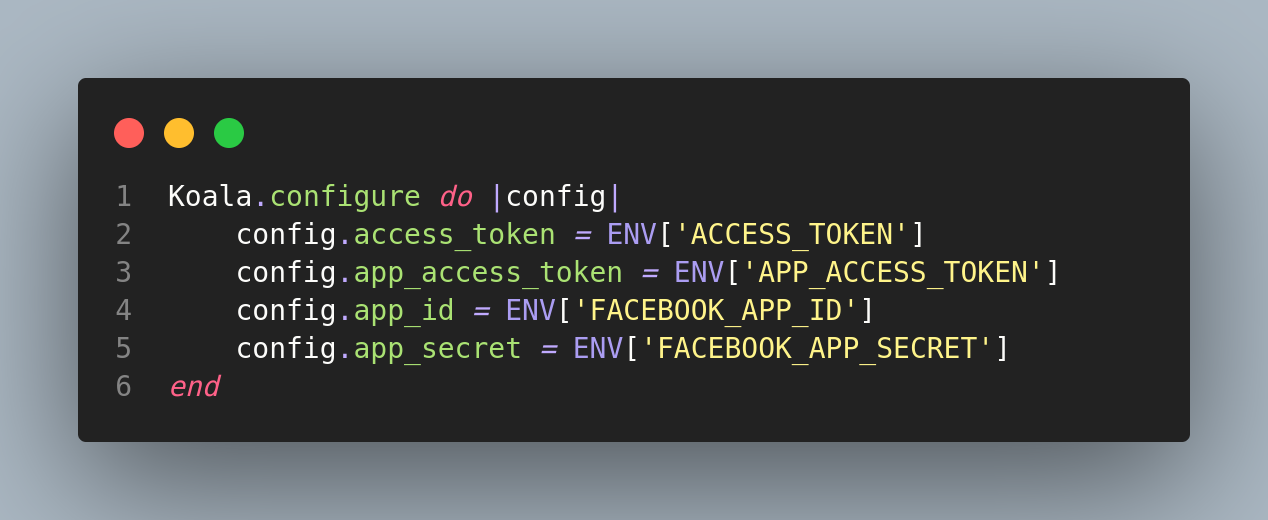 1 Koala.configure do |config|
2     config.access_token = ENV['ACCESS_TOKEN']
3     config.app_access_token = ENV['APP_ACCESS_TOKEN']
4     config.app_id = ENV['FACEBOOK_APP_ID']
5     config.app_secret = ENV['FACEBOOK_APP_SECRET']
6 end